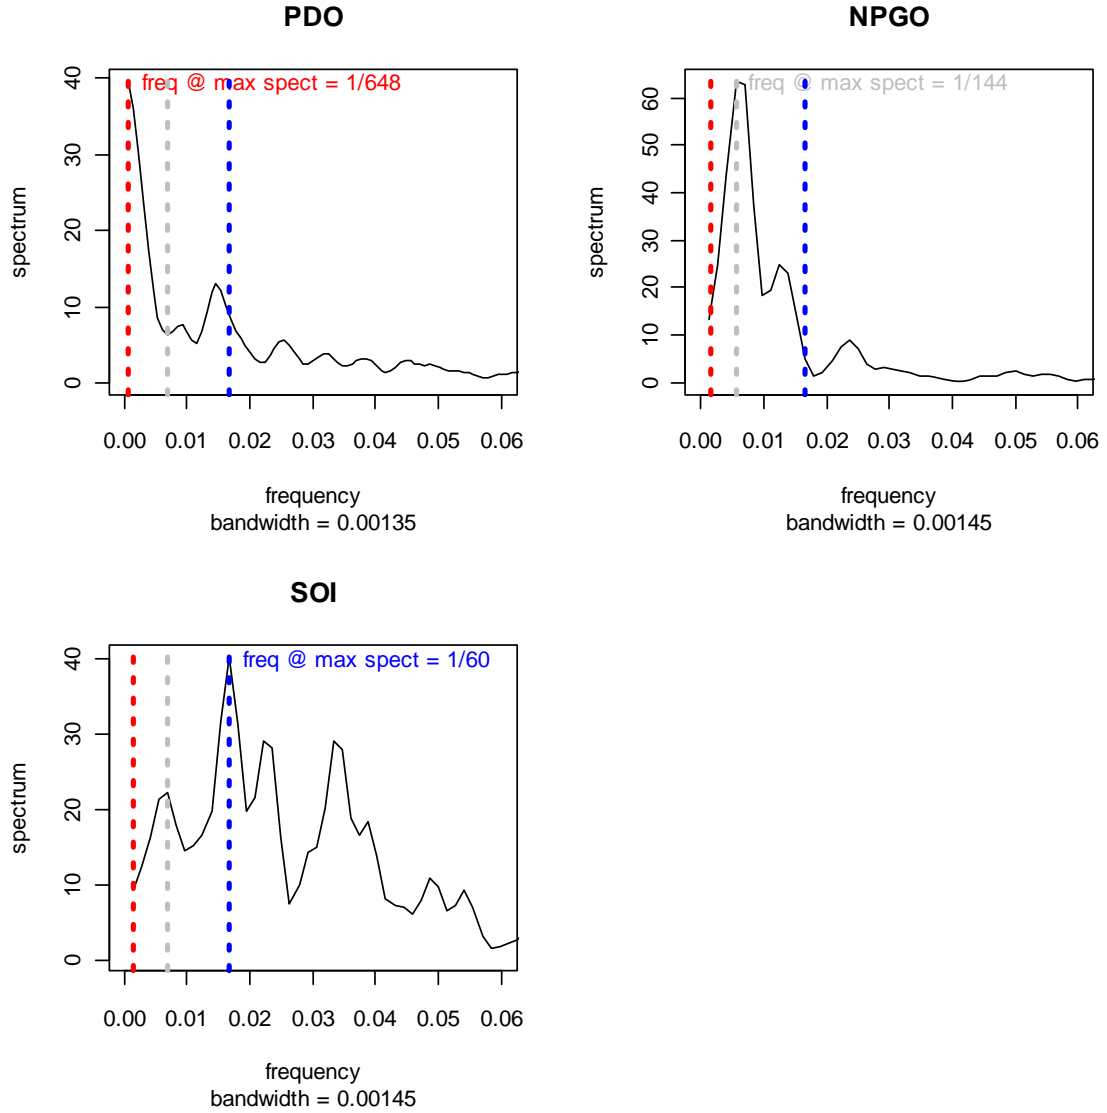 PDO
freq @ max spect = 1/648
40
30
20
10
0
spectrum
0.00 0.01 0.02 0.03 0.04 0.05 0.06
frequency
bandwidth = 0.00135
NPGO
freq @ max spect = 1/144
60
50
40
30
20
10
0
spectrum
0.00 0.01 0.02 0.03 0.04 0.05 0.06
frequency
bandwidth = 0.00145
SOI
freq @ max spect = 1/60
40
30
20
10
0
spectrum
0.00 0.01 0.02 0.03 0.04 0.05 0.06
frequency
bandwidth = 0.00145